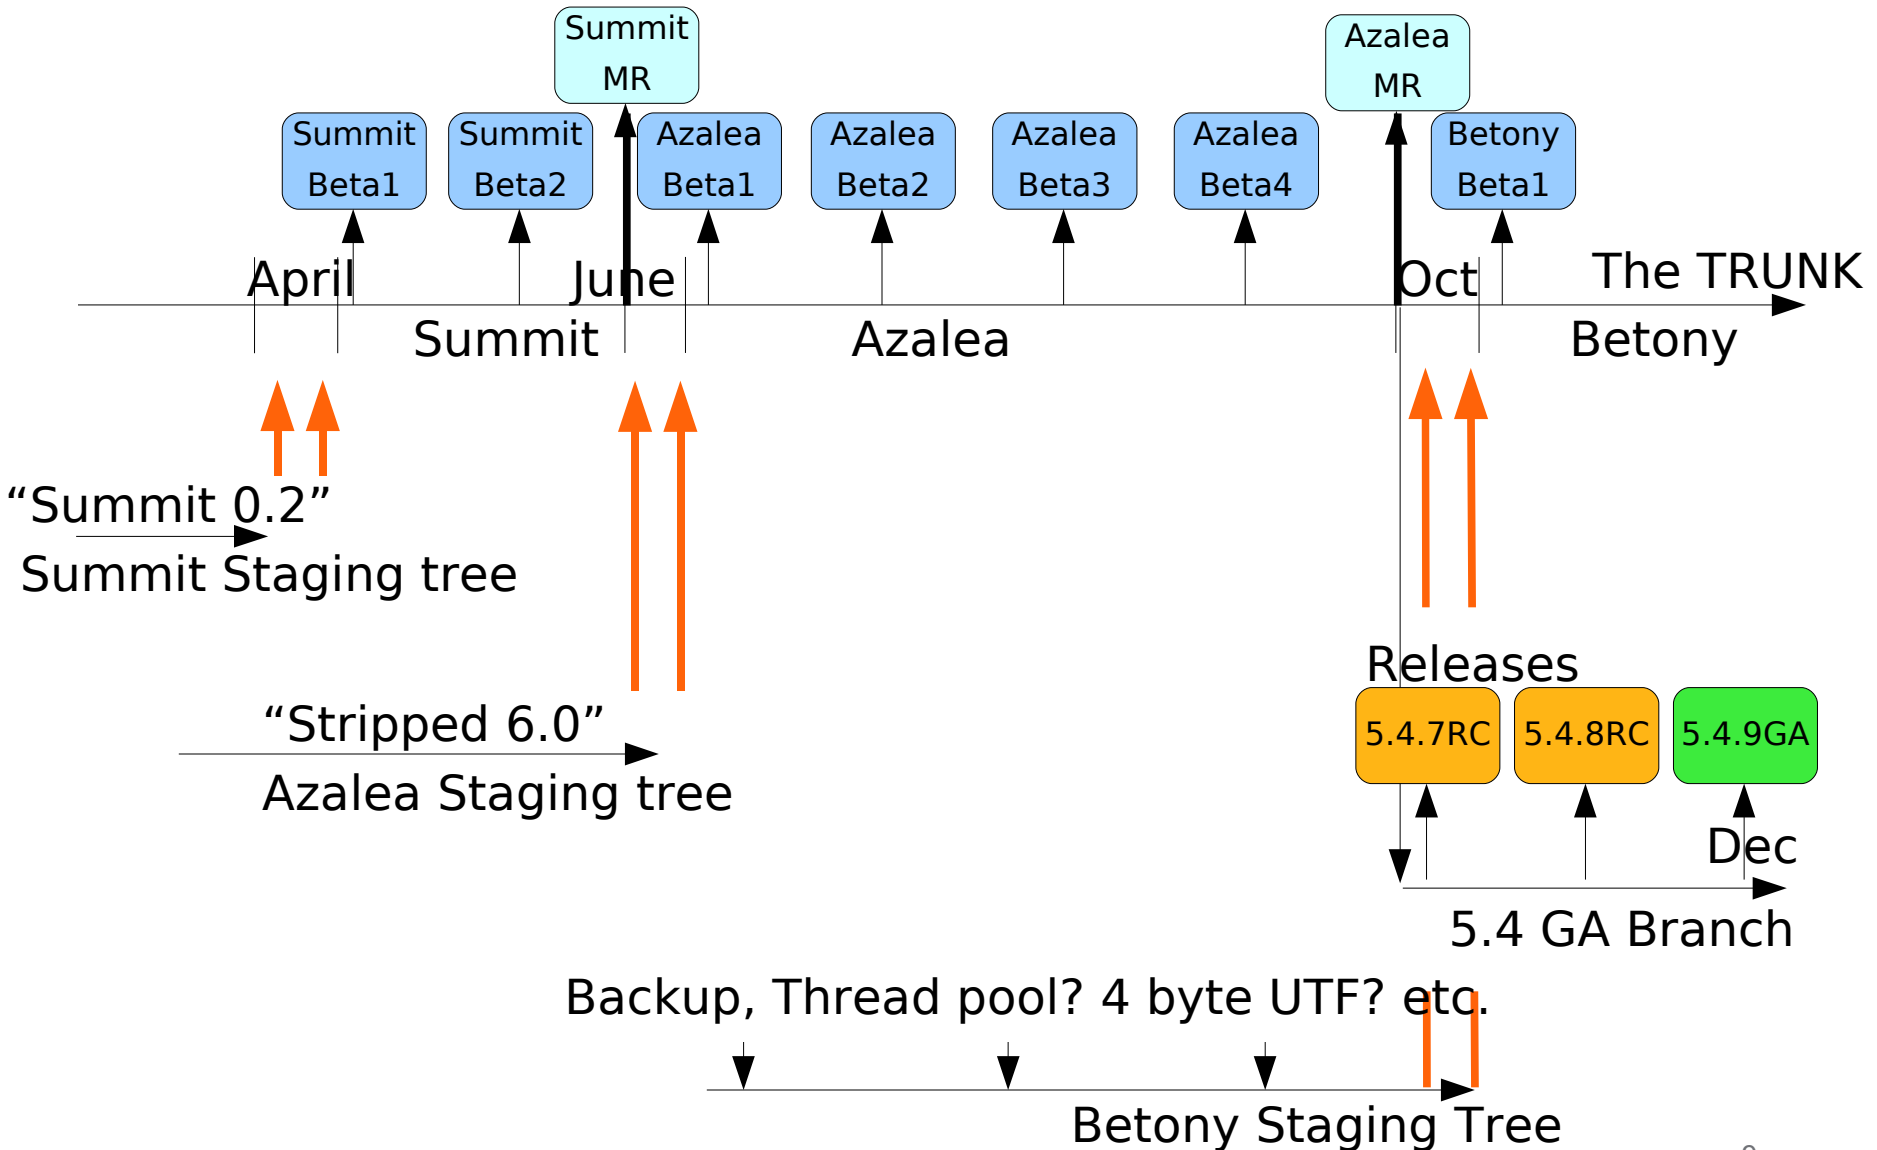 Summit
MR
Azalea
MR
Summit
Beta1
Summit
Beta2
Azalea
Beta1
Azalea
Beta2
Azalea
Beta3
Azalea
Beta4
Betony
Beta1
April
June
Oct
The TRUNK
Summit
Azalea
Betony
“Summit 0.2”
Summit Staging tree
“Stripped 6.0”
Azalea Staging tree
Releases
5.4.7RC
5.4.8RC
5.4.9GA
Dec
5.4 GA Branch
Backup, Thread pool? 4 byte UTF? etc.
Betony Staging Tree